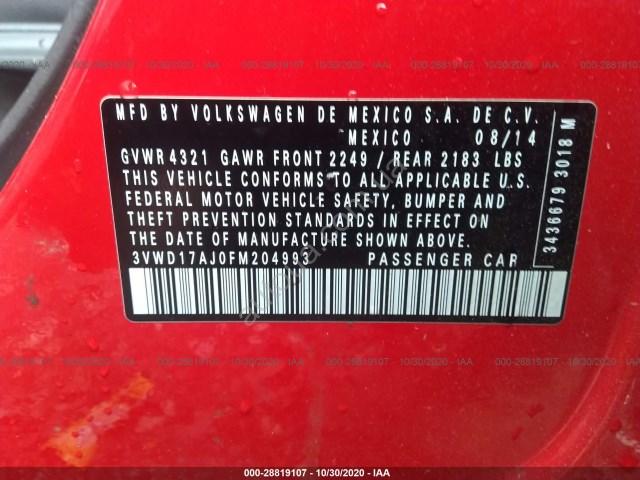 MFD BY VOLKSWAGEN DE MEXICO S.A. DE C.V.
MEXICO 08/14
GVWR 4321 GAWR FRONT 2249 / REAR 2183 LBS
THIS VEHICLE CONFORMS TO ALL APPLICABLE U.S.
FEDERAL MOTOR VEHICLE SAFETY, BUMPER AND
THEFT PREVENTION STANDARDS IN EFFECT ON
THE DATE OF MANUFACTURE SHOWN ABOVE.
3VWD17AJ0FM204993 PASSENGER CAR
3436679 3018 M
000-28819107 - 10/30/2020 - IAA